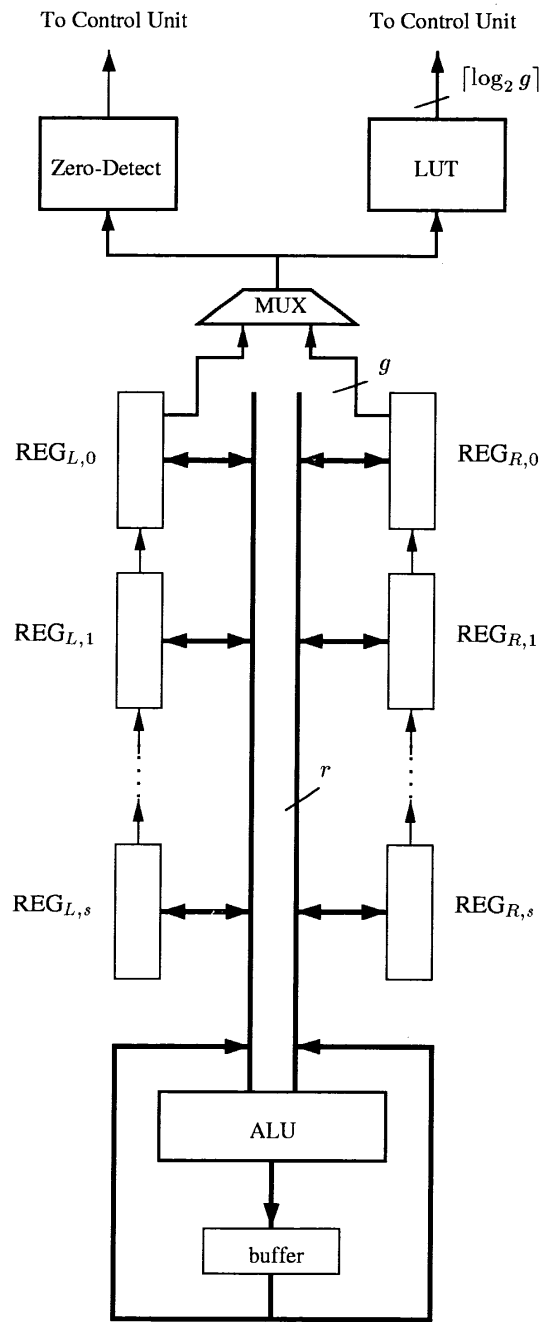 To Control Unit
To Control Unit
⌈log₂ g⌉
Zero-Detect
LUT
MUX
g
REG_{L,0}
REG_{R,0}
REG_{L,1}
REG_{R,1}
r
REG_{L,s}
REG_{R,s}
ALU
buffer